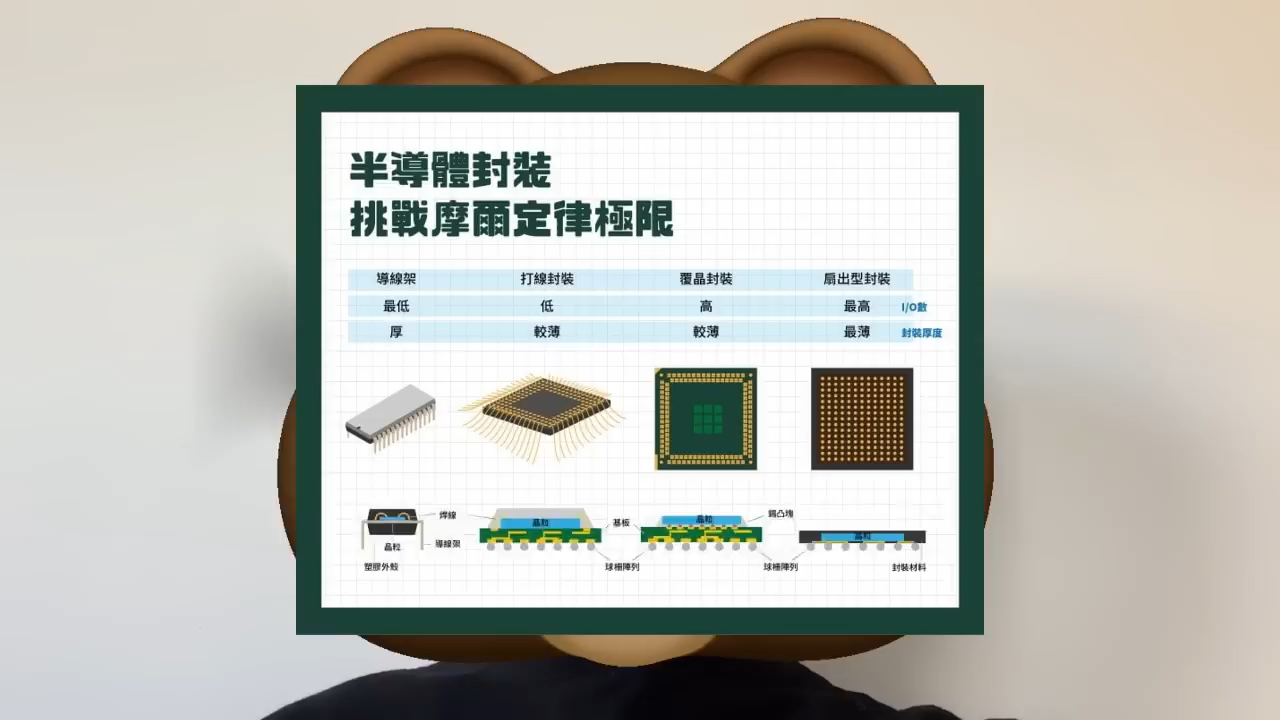 半導體封裝
挑戰摩爾定律極限
導線架 打線封裝 覆晶封裝 扇出型封裝
最低 低 高 最高 I/O數
厚 較薄 較薄 最薄 封裝厚度
焊線 晶粒 基板 晶粒 錫凸塊 晶粒
晶粒 導線架
塑膠外殼 球柵陣列 球柵陣列 封裝材料